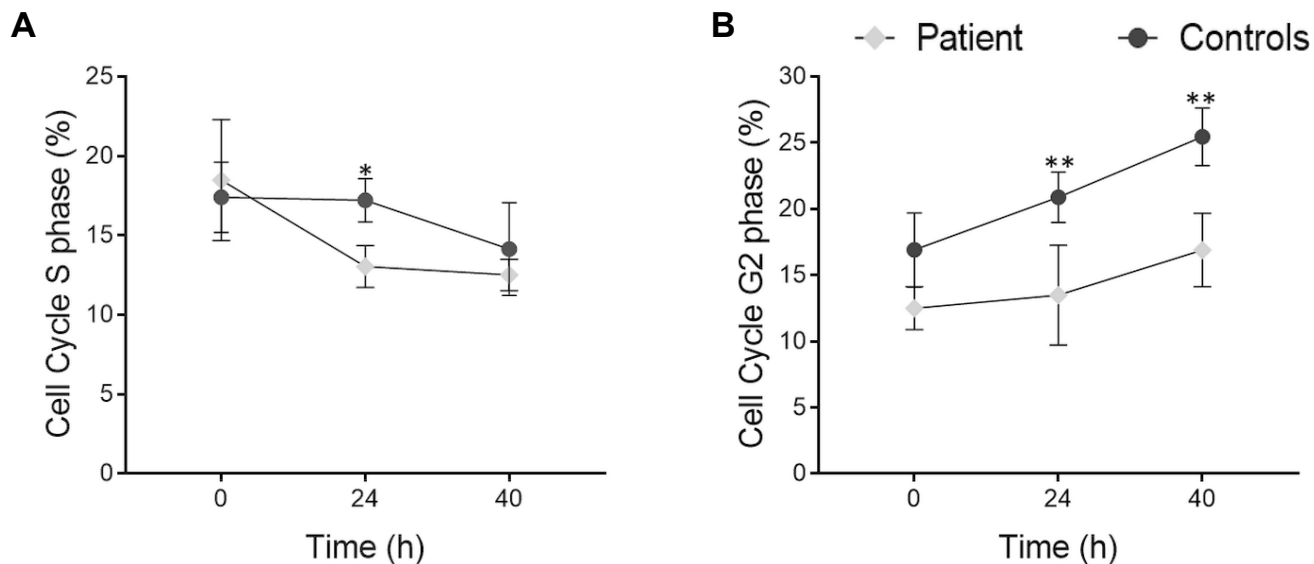 A
Cell Cycle S phase (%)
25
20
15
10
5
0
*
0 24 40
Time (h)
B
Patient Controls
Cell Cycle G2 phase (%)
30
25
20
15
10
5
0
**
**
0 24 40
Time (h)